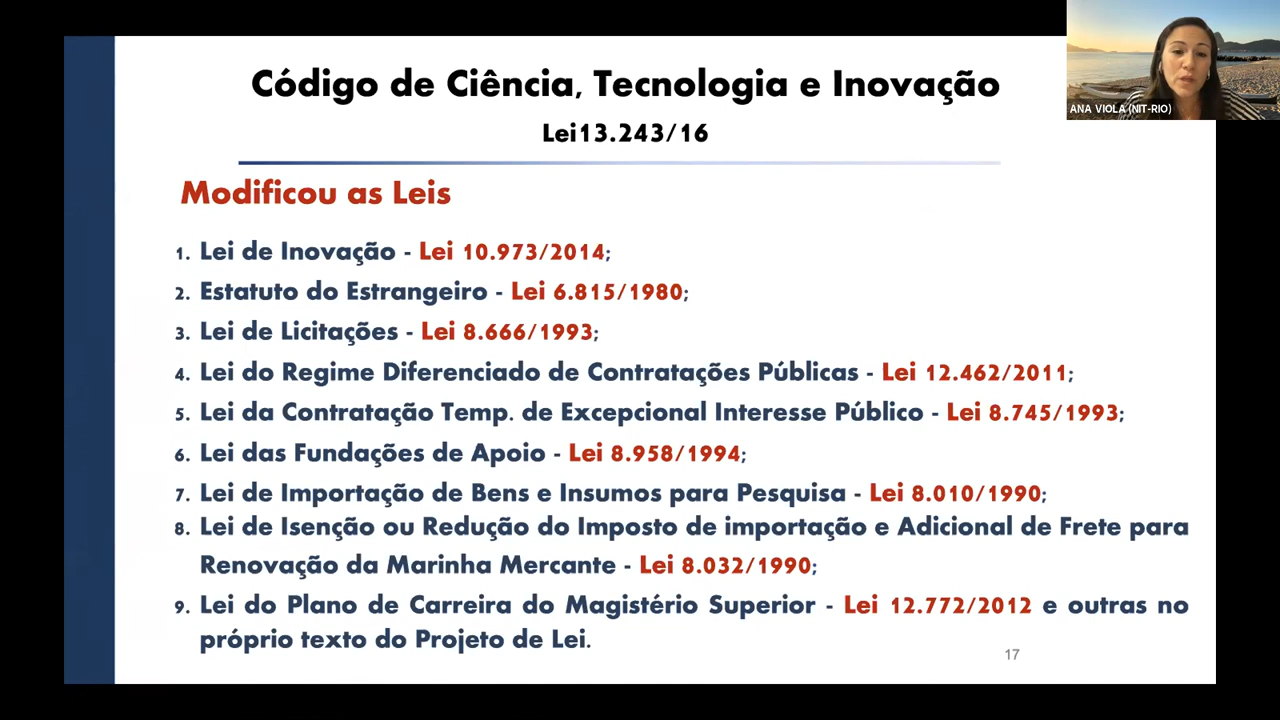 Código de Ciência, Tecnologia e Inovação
Lei13.243/16
ANA VIOLA (NIT-RIO)
Modificou as Leis
1. Lei de Inovação - Lei 10.973/2014;
2. Estatuto do Estrangeiro - Lei 6.815/1980;
3. Lei de Licitações - Lei 8.666/1993;
4. Lei do Regime Diferenciado de Contratações Públicas - Lei 12.462/2011;
5. Lei da Contratação Temp. de Excepcional Interesse Público - Lei 8.745/1993;
6. Lei das Fundações de Apoio - Lei 8.958/1994;
7. Lei de Importação de Bens e Insumos para Pesquisa - Lei 8.010/1990;
8. Lei de Isenção ou Redução do Imposto de importação e Adicional de Frete para
Renovação da Marinha Mercante - Lei 8.032/1990;
9. Lei do Plano de Carreira do Magistério Superior - Lei 12.772/2012 e outras no
próprio texto do Projeto de Lei.
17